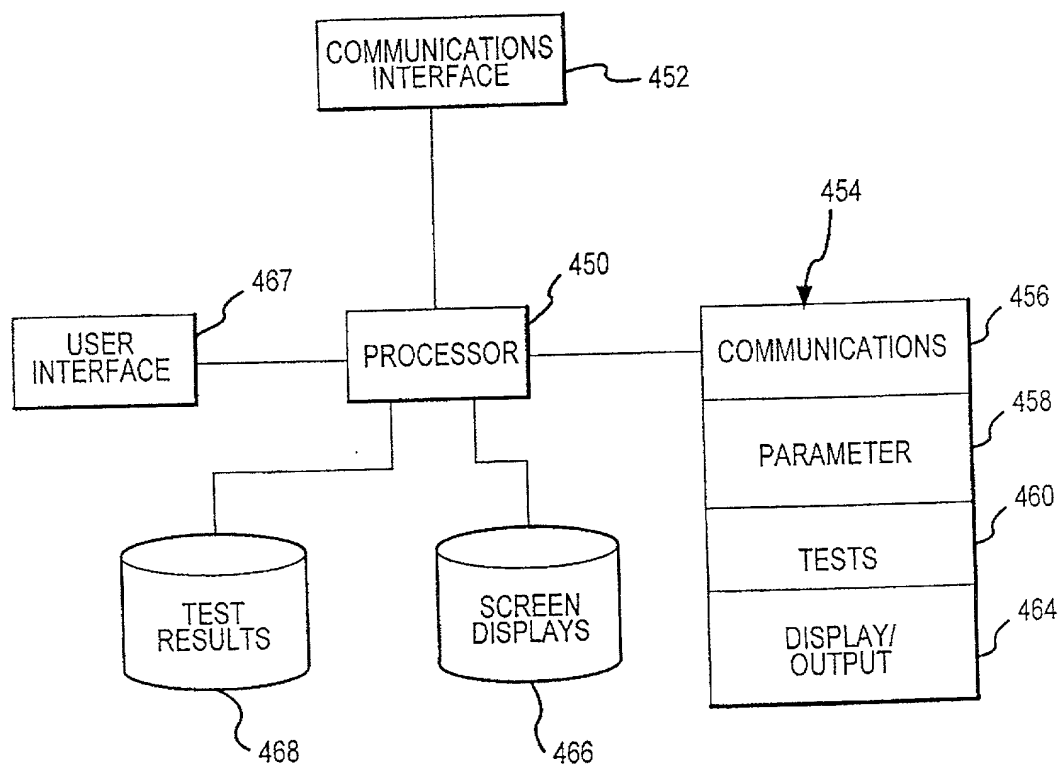 COMMUNICATIONS
INTERFACE
452
454
467
450
456
USER
INTERFACE
PROCESSOR
COMMUNICATIONS
458
PARAMETER
460
TESTS
TEST
RESULTS
SCREEN
DISPLAYS
464
DISPLAY/
OUTPUT
468
466